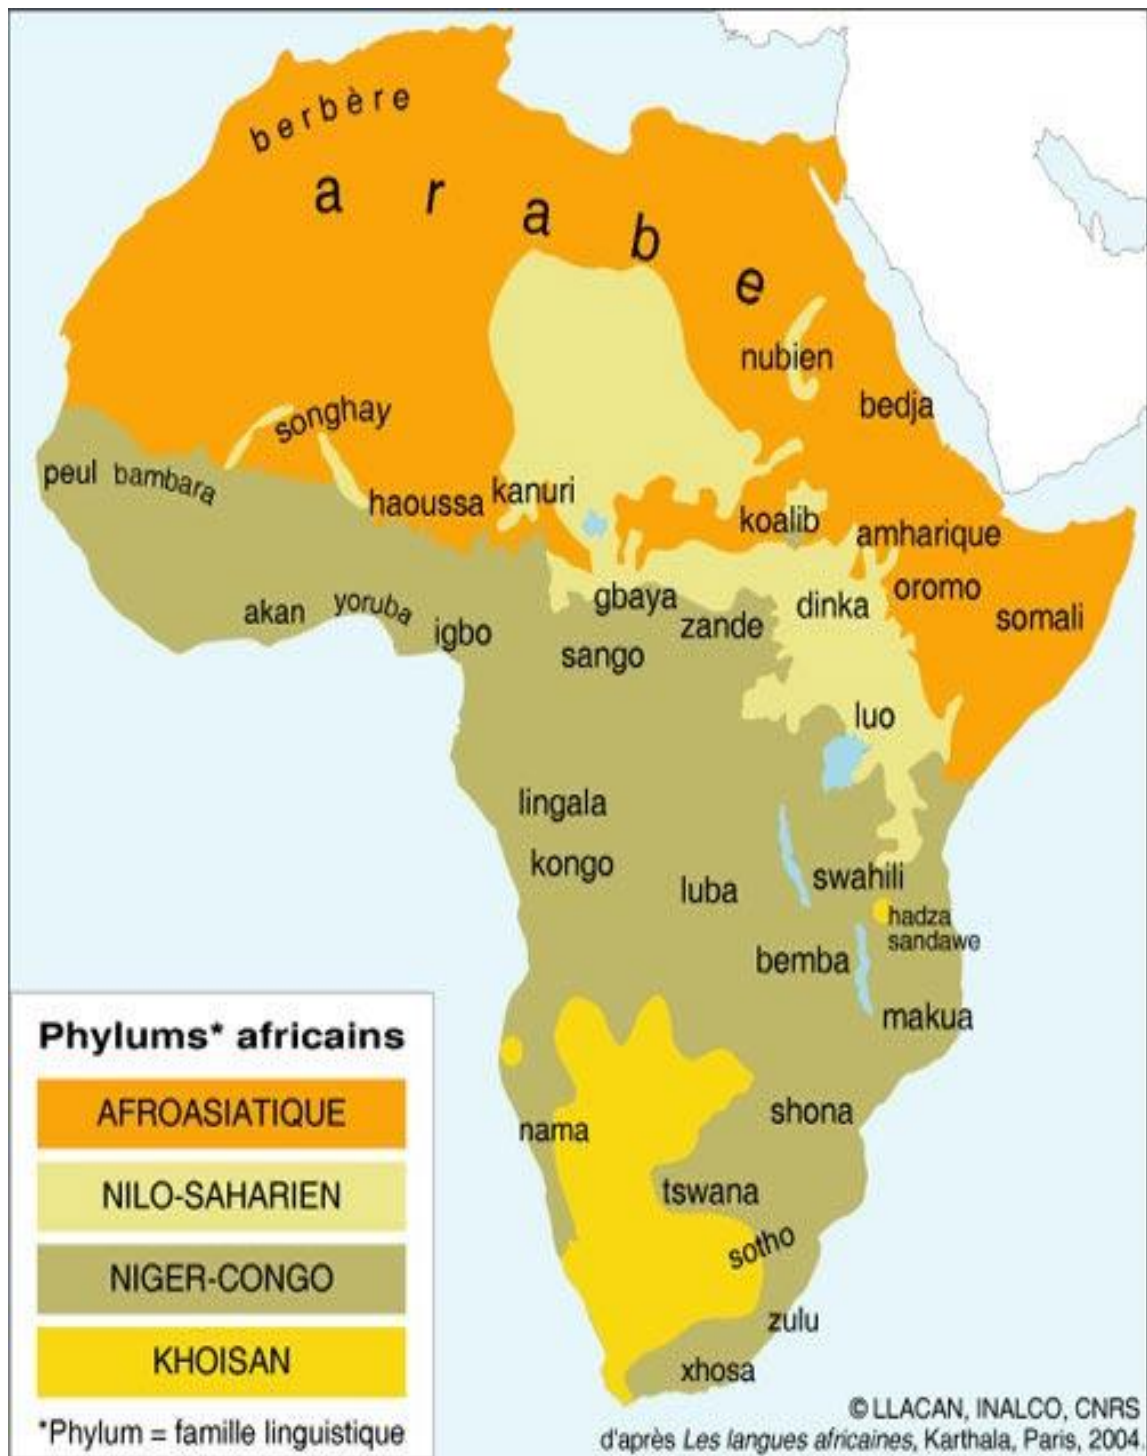 berbère
arabe
nubien
bedja
songhay
peul
bambara
haoussa
kanuri
koalib
amharique
oromo
somali
akan
yoruba
igbo
gbaya
sango
zande
dinka
luo
lingala
kongo
luba
swahili
hadza
sandawe
bemba
makua
nama
shona
tswana
sotho
zulu
xhosa
Phylums* africains
AFROASIATIQUE
NILO-SAHARIEN
NIGER-CONGO
KHOISAN
*Phylum = famille linguistique
© LLACAN, INALCO, CNRS
d'après Les langues africaines, Karthala, Paris, 2004